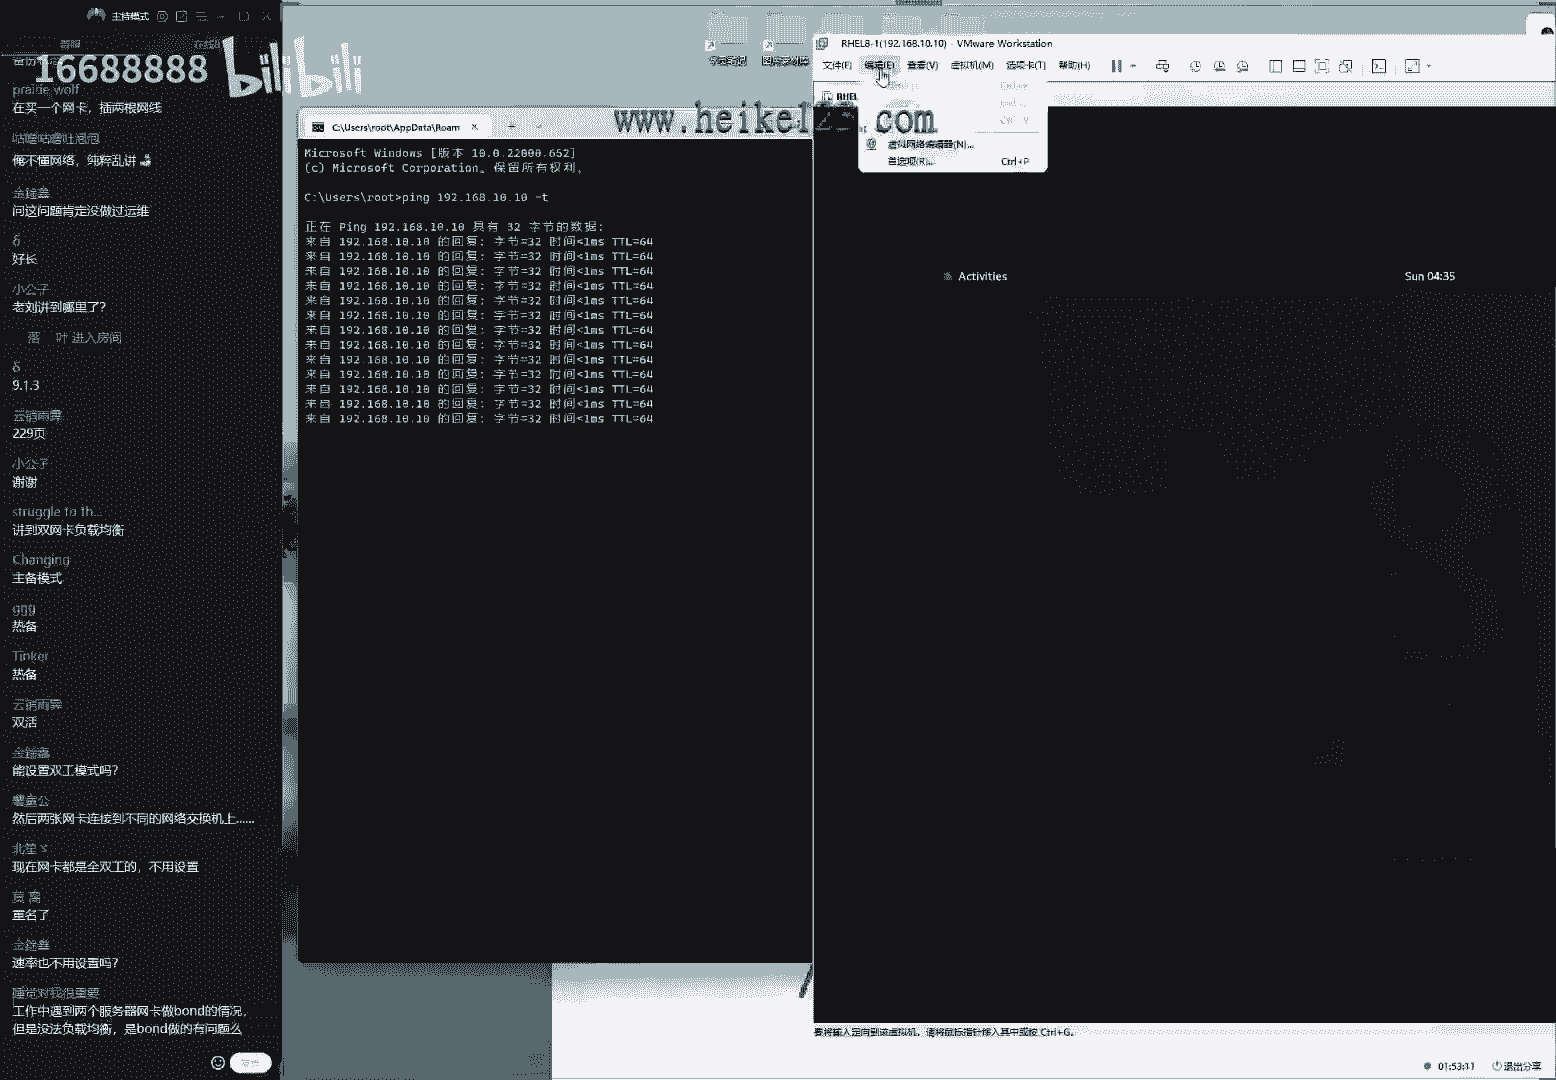 主持模式
16688888
bilibili
prairie wolf
在买一个网卡，插两根网线
咕噜咕噜吐泡泡
俺不懂网络，纯粹乱讲
问这问题肯定没做过运维
δ
好长
小公子
老刘讲到哪里了？
落 叶 进入房间
δ
9.1.3
云销雨霁
229页
小公子
谢谢
struggle to th...
讲到双网卡负载均衡
Changing
主备模式
ggg
热备
Tinker
热备
云销雨霁
双活
能设置双工模式吗？
然后两张网卡连接到不同的网络交换机上......
现在网卡都是全双工的，不用设置
莫 离
重名了
速率也不用设置吗？
睡觉对我很重要
工作中遇到两个服务器网卡做bond的情况，
但是没法负载均衡，是bond做的有问题么
C:\Users\root\AppData\Roam
Microsoft Windows [版本 10.0.22000.652]
(c) Microsoft Corporation。保留所有权利。
C:\Users\root>ping 192.168.10.10 -t
正在 Ping 192.168.10.10 具有 32 字节的数据:
来自 192.168.10.10 的回复: 字节=32 时间<1ms TTL=64
来自 192.168.10.10 的回复: 字节=32 时间<1ms TTL=64
来自 192.168.10.10 的回复: 字节=32 时间<1ms TTL=64
来自 192.168.10.10 的回复: 字节=32 时间<1ms TTL=64
来自 192.168.10.10 的回复: 字节=32 时间<1ms TTL=64
来自 192.168.10.10 的回复: 字节=32 时间<1ms TTL=64
来自 192.168.10.10 的回复: 字节=32 时间<1ms TTL=64
来自 192.168.10.10 的回复: 字节=32 时间<1ms TTL=64
来自 192.168.10.10 的回复: 字节=32 时间<1ms TTL=64
来自 192.168.10.10 的回复: 字节=32 时间<1ms TTL=64
来自 192.168.10.10 的回复: 字节=32 时间<1ms TTL=64
来自 192.168.10.10 的回复: 字节=32 时间<1ms TTL=64
来自 192.168.10.10 的回复: 字节=32 时间<1ms TTL=64
RHEL8-1(192.168.10.10) - VMware Workstation
文件(F) 编辑(E) 查看(V) 虚拟机(M) 选项卡(T) 帮助(H)
RHEL
虚拟网络编辑器(N)...
首选项(R)... Ctrl+P
Activities
Sun 04:35
要将输入定向到该虚拟机，请将鼠标指针移入其中或按 Ctrl+G。
01:53:11
退出分享